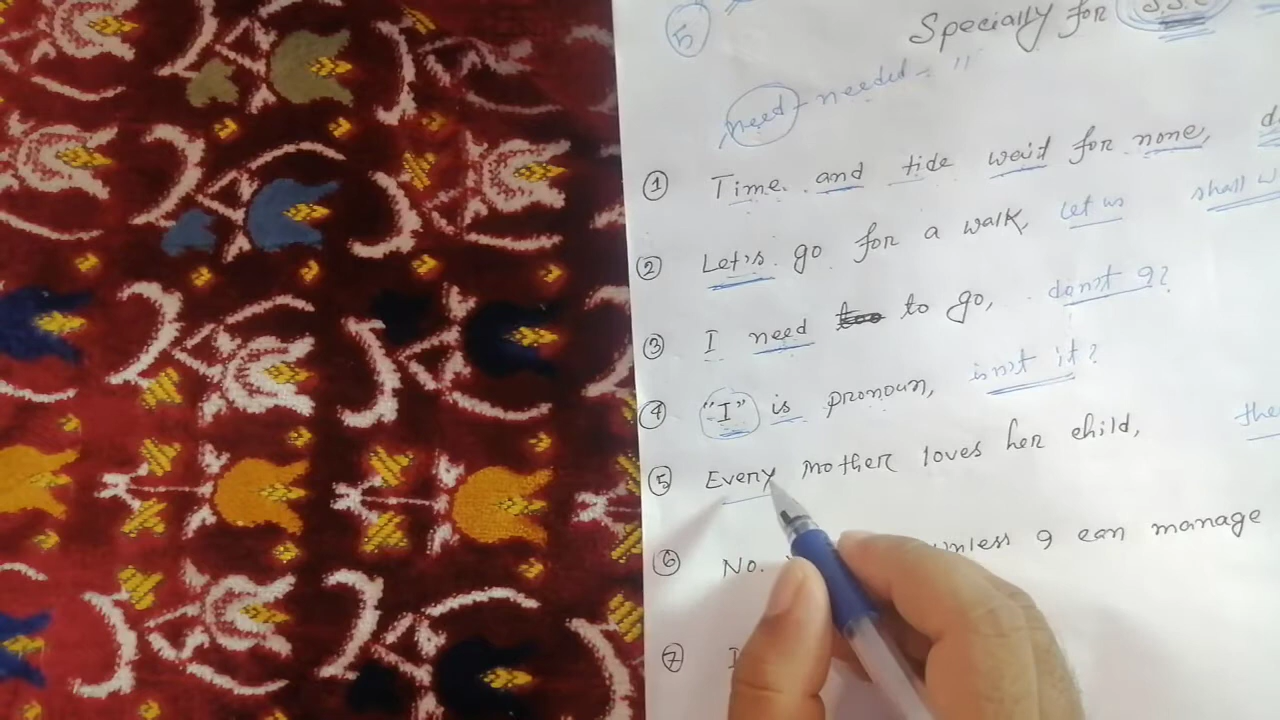 5
Specially for S.S.C
need - needed - "
1 Time and tide wait for none,
2 Let's go for a walk, let us shall w
3 I need to go, don't I?
4 "I" is pronoun, isn't it?
5 Every mother loves her child, the
6 No. unless I can manage
7 I